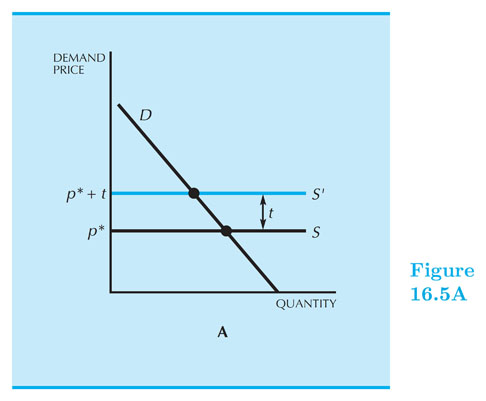 DEMAND
PRICE
D
p* + t
S'
t
p*
S
QUANTITY
A
Figure
16.5A